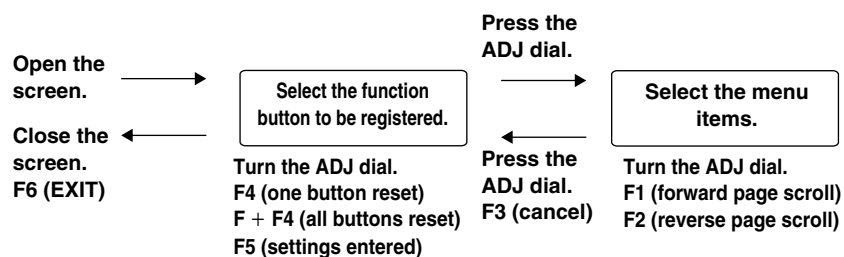 Open the
screen.
Close the
screen.
F6 (EXIT)
Select the function
button to be registered.
Turn the ADJ dial.
F4 (one button reset)
F + F4 (all buttons reset)
F5 (settings entered)
Press the
ADJ dial.
Press the
ADJ dial.
F3 (cancel)
Select the menu
items.
Turn the ADJ dial.
F1 (forward page scroll)
F2 (reverse page scroll)